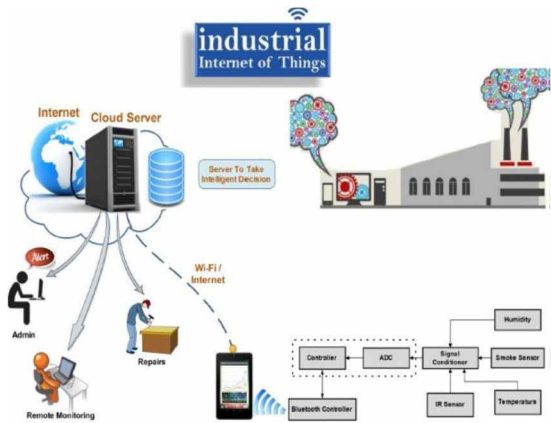 industrial
Internet of Things
Internet
Cloud Server
Server To Take
Intelligent Decision
Alert
Wi-Fi /
Internet
Admin
Repairs
Remote Monitoring
Humidity
Controller
ADC
Signal
Conditioner
Smoke Sensor
Bluetooth Controller
IR Sensor
Temperature